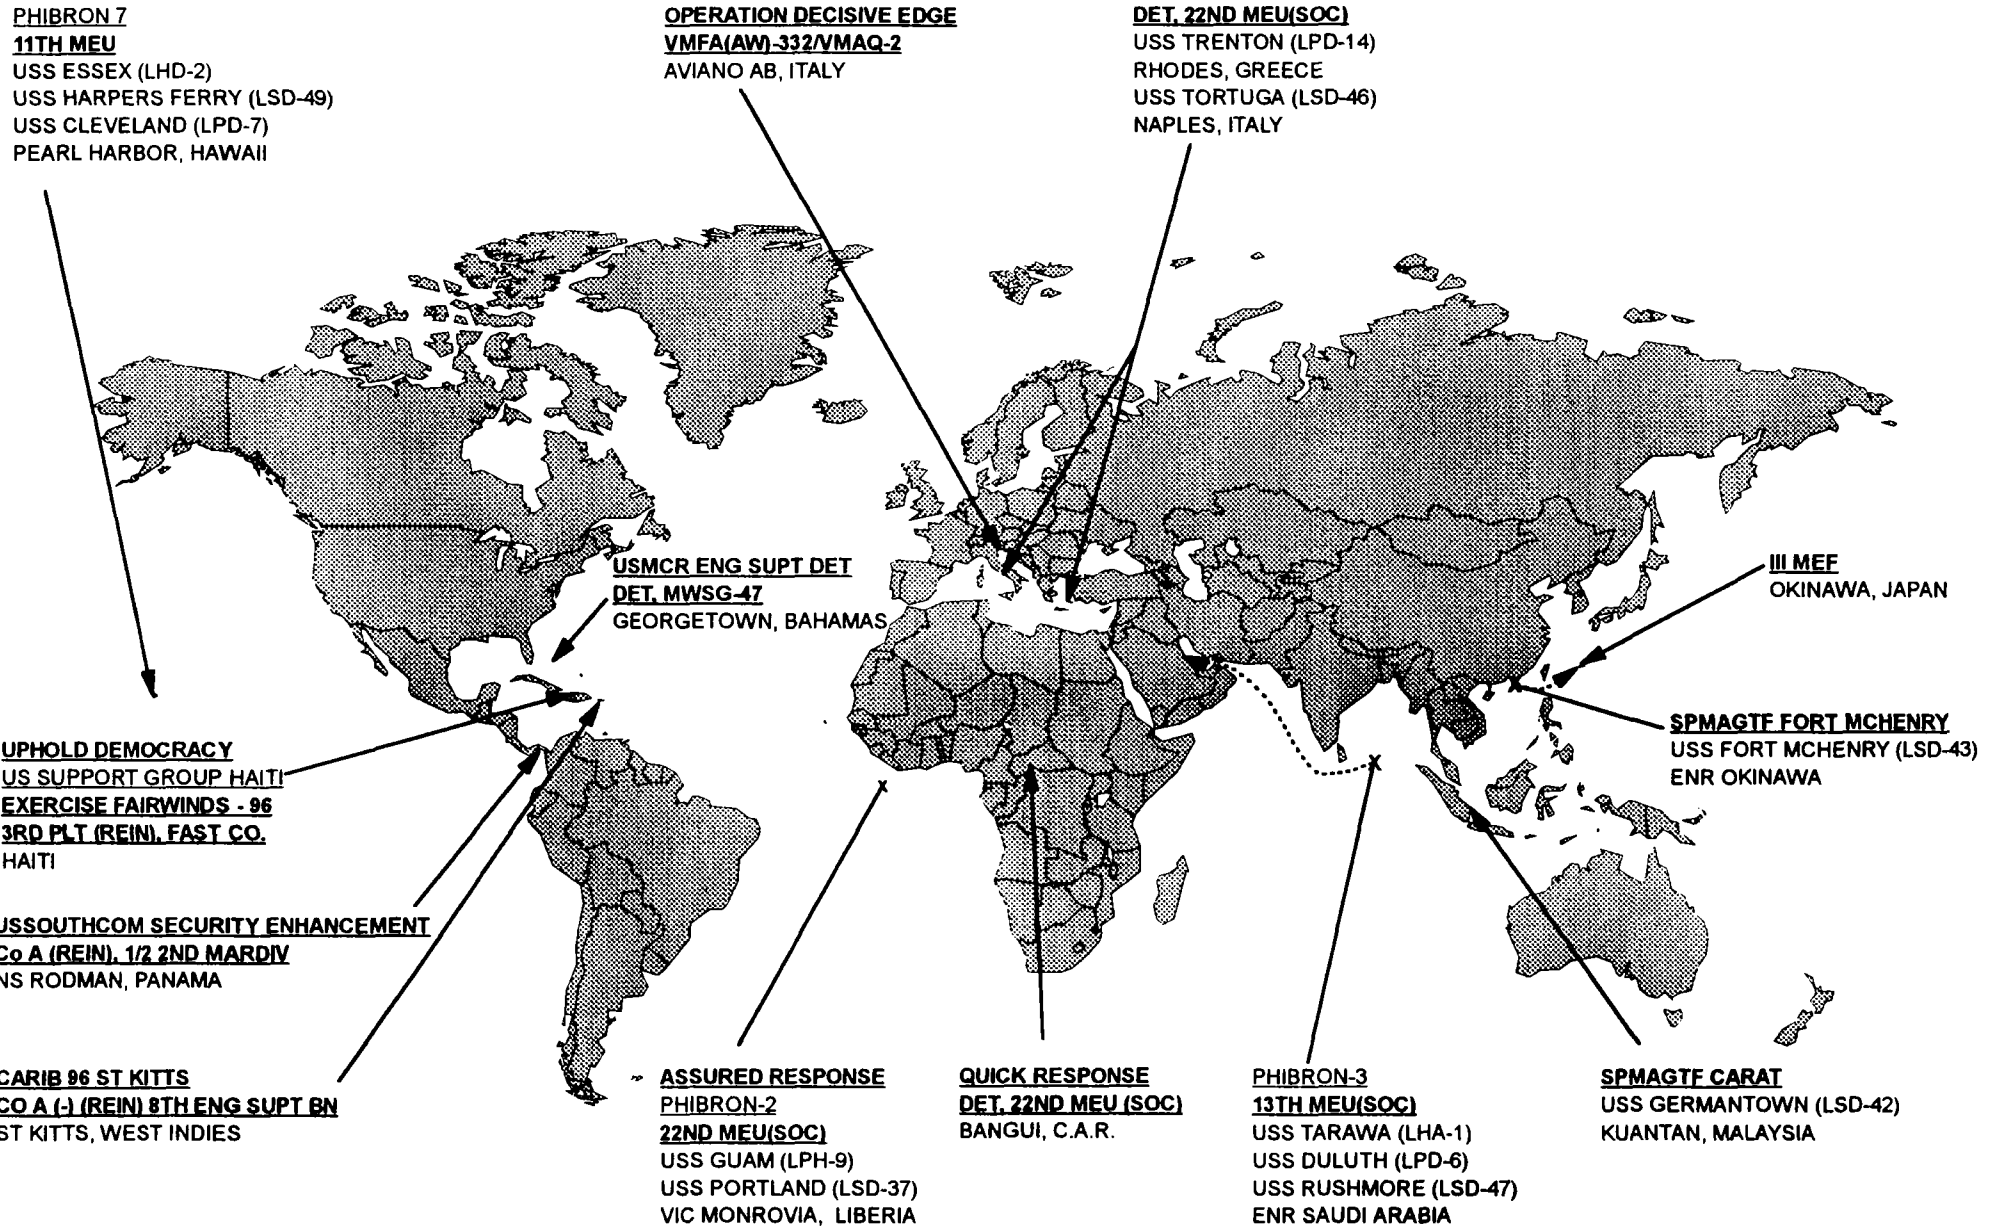 PHIBRON 7
11TH MEU
USS ESSEX (LHD-2)
USS HARPERS FERRY (LSD-49)
USS CLEVELAND (LPD-7)
PEARL HARBOR, HAWAII
OPERATION DECISIVE EDGE
VMFA(AW)-332/VMAQ-2
AVIANO AB, ITALY
DET, 22ND MEU(SOC)
USS TRENTON (LPD-14)
RHODES, GREECE
USS TORTUGA (LSD-46)
NAPLES, ITALY
USMCR ENG SUPT DET
DET, MWSG-47
GEORGETOWN, BAHAMAS
III MEF
OKINAWA, JAPAN
SPMAGTF FORT MCHENRY
USS FORT MCHENRY (LSD-43)
ENR OKINAWA
UPHOLD DEMOCRACY
US SUPPORT GROUP HAITI
EXERCISE FAIRWINDS - 96
3RD PLT (REIN), FAST CO.
HAITI
USSOUTHCOM SECURITY ENHANCEMENT
Co A (REIN), 1/2 2ND MARDIV
NS RODMAN, PANAMA
CARIB 96 ST KITTS
CO A (-) (REIN) 8TH ENG SUPT BN
ST KITTS, WEST INDIES
ASSURED RESPONSE
PHIBRON-2
22ND MEU(SOC)
USS GUAM (LPH-9)
USS PORTLAND (LSD-37)
VIC MONROVIA, LIBERIA
QUICK RESPONSE
DET, 22ND MEU (SOC)
BANGUI, C.A.R.
PHIBRON-3
13TH MEU(SOC)
USS TARAWA (LHA-1)
USS DULUTH (LPD-6)
USS RUSHMORE (LSD-47)
ENR SAUDI ARABIA
SPMAGTF CARAT
USS GERMANTOWN (LSD-42)
KUANTAN, MALAYSIA